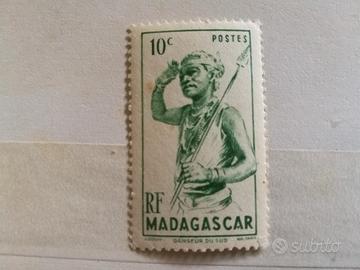 10c POSTES
RF
MADAGASCAR
DANSEUR DU SUD
subito